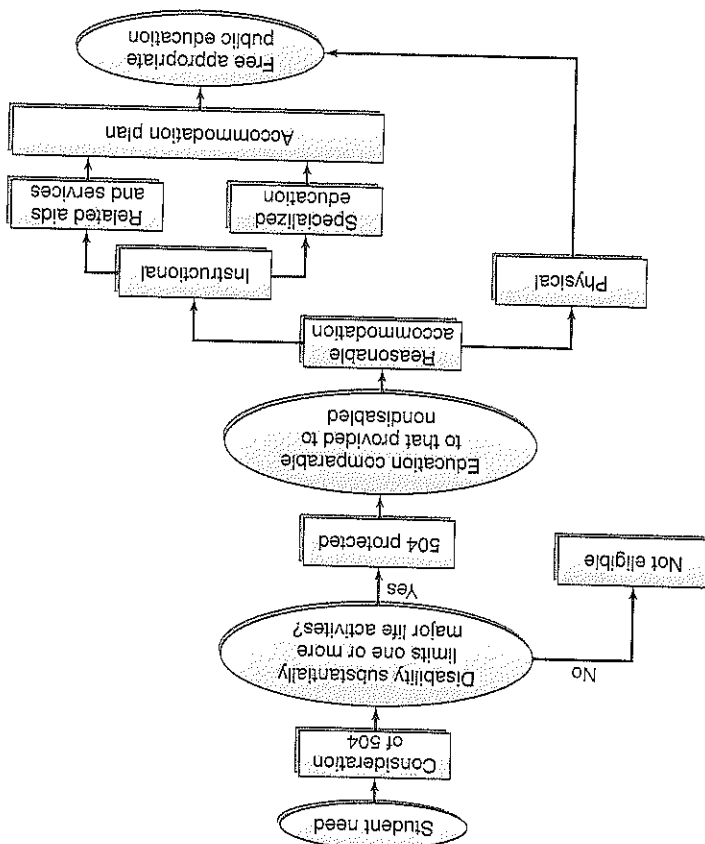 Student need
Consideration
of 504
Disability substantially
limits one or more
major life activites?
No
Yes
Not eligible
504 protected
Education comparable
to that provided to
nondisabled
Reasonable
accommodation
Physical
Instructional
Specialized
education
Related aids
and services
Accommodation plan
Free appropriate
public education